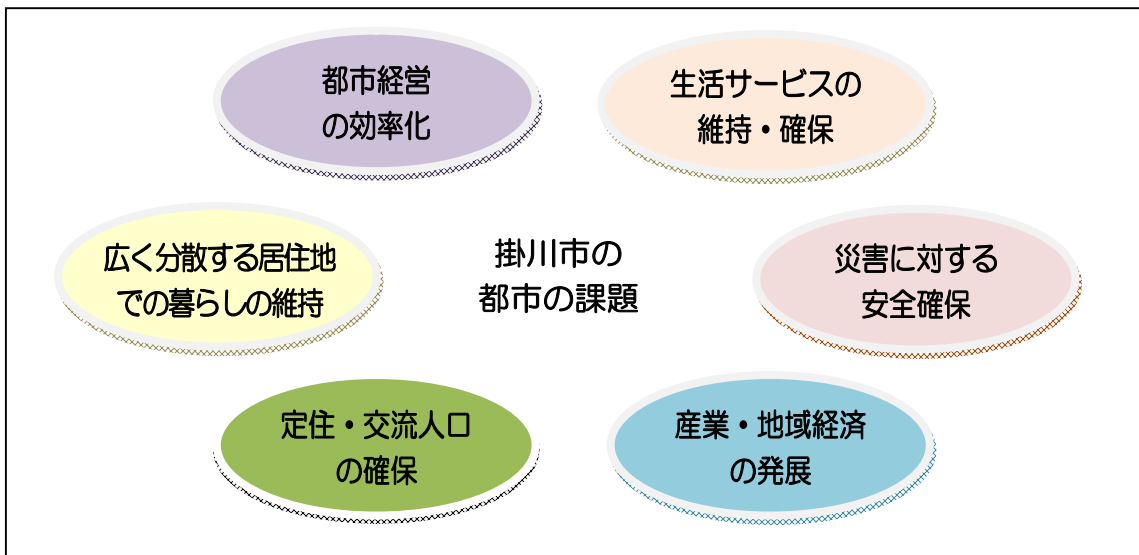 都市経営
の効率化
生活サービスの
維持・確保
広く分散する居住地
での暮らしの維持
掛川市の
都市の課題
災害に対する
安全確保
定住・交流人口
の確保
産業・地域経済
の発展